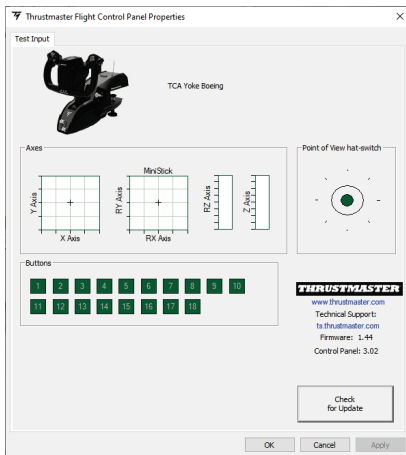 Thrustmaster Flight Control Panel Properties
Test Input
TCA Yoke Boeing
Axes
Y Axis
X Axis
MiniStick
RY Axis
RX Axis
RZ Axis
Z Axis
Point of View hat-switch
Buttons
1 2 3 4 5 6 7 8 9 10
11 12 13 14 15 16 17 18
THRUSTMASTER
www.thrustmaster.com
Technical Support:
ts.thrustmaster.com
Firmware: 1.44
Control Panel: 3.02
Check
for Update
OK Cancel Apply